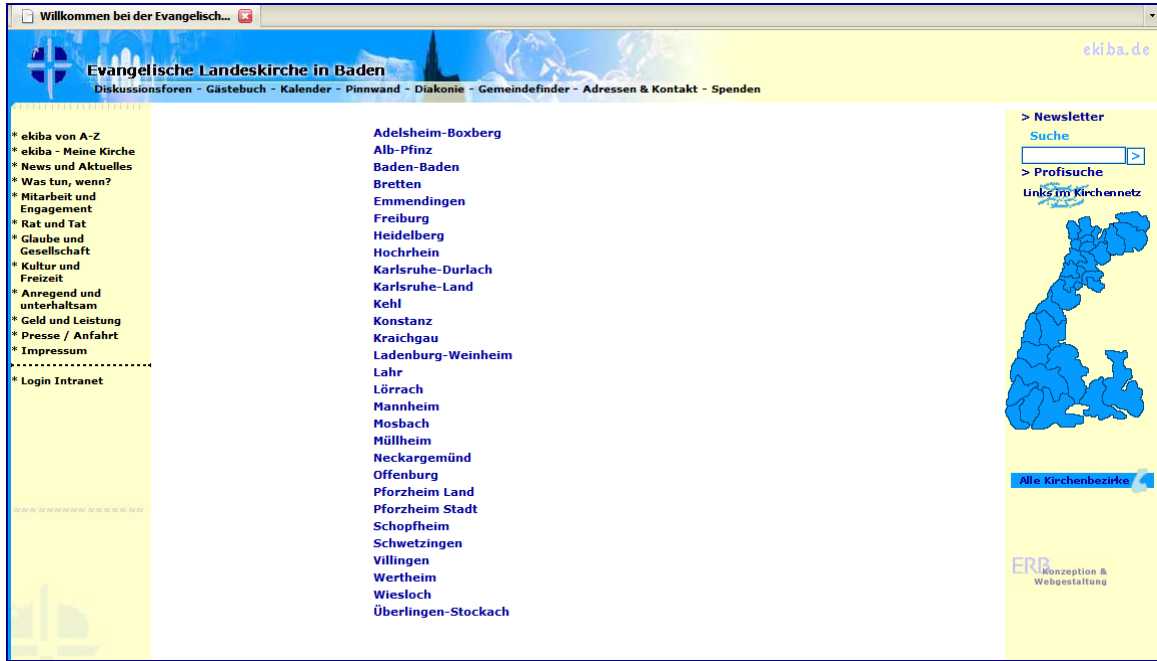 Willkommen bei der Evangelisch...
ekiba.de
Evangelische Landeskirche in Baden
Diskussionsforen - Gästebuch - Kalender - Pinnwand - Diakonie - Gemeindefinder - Adressen & Kontakt - Spenden
* ekiba von A-Z
* ekiba - Meine Kirche
* News und Aktuelles
* Was tun, wenn?
* Mitarbeit und
Engagement
* Rat und Tat
* Glaube und
Gesellschaft
* Kultur und
Freizeit
* Anregend und
unterhaltsam
* Geld und Leistung
* Presse / Anfahrt
* Impressum
* Login Intranet
Adelsheim-Boxberg
Alb-Pfinz
Baden-Baden
Bretten
Emmendingen
Freiburg
Heidelberg
Hochrhein
Karlsruhe-Durlach
Karlsruhe-Land
Kehl
Konstanz
Kraichgau
Ladenburg-Weinheim
Lahr
Lörrach
Mannheim
Mosbach
Müllheim
Neckargemünd
Offenburg
Pforzheim Land
Pforzheim Stadt
Schopfheim
Schwetzingen
Villingen
Wertheim
Wiesloch
Überlingen-Stockach
> Newsletter
Suche
>
> Profisuche
Links im Kirchennetz
Alle Kirchenbezirke
ERB Konzeption &
Webgestaltung